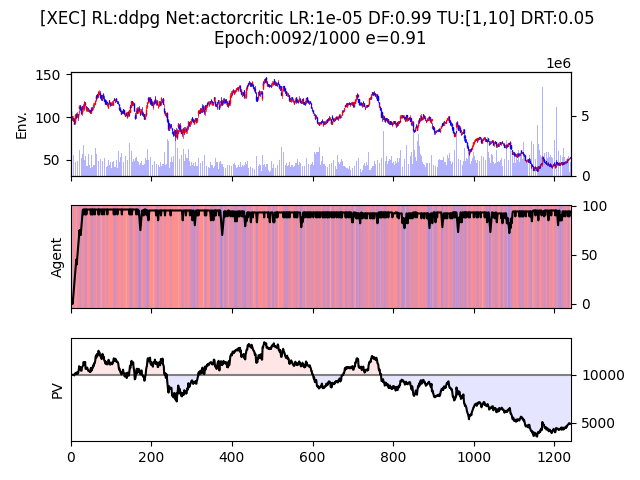 [XEC] RL:ddpg Net:actorcritic LR:1e-05 DF:0.99 TU:[1,10] DRT:0.05
Epoch:0092/1000 e=0.91
1e6
150
100
50
Env.
5
0
Agent
100
50
0
PV
10000
5000
0 200 400 600 800 1000 1200